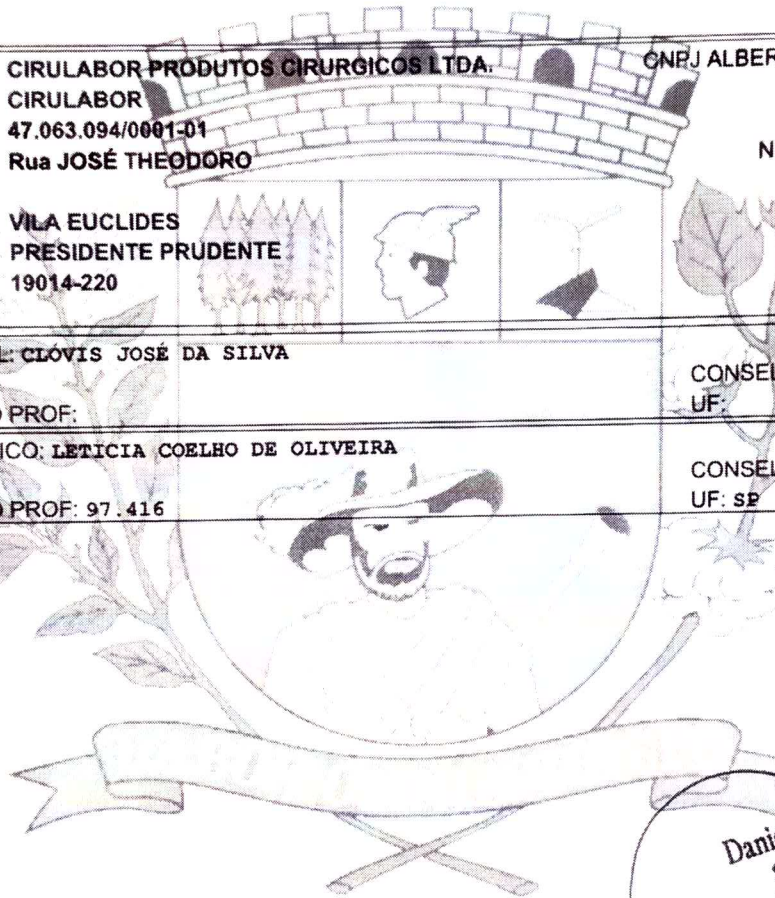 CIRULABOR PRODUTOS CIRURGICOS LTDA. CNPJ ALBER
CIRULABOR
47.063.094/0001-01
Rua JOSÉ THEODORO N
VILA EUCLIDES
PRESIDENTE PRUDENTE
19014-220
L: CLÓVIS JOSÉ DA SILVA
CONSEL
PROF: UF:
ICO: LETICIA COELHO DE OLIVEIRA
CONSEL
PROF: 97.416 UF: SP
Dani